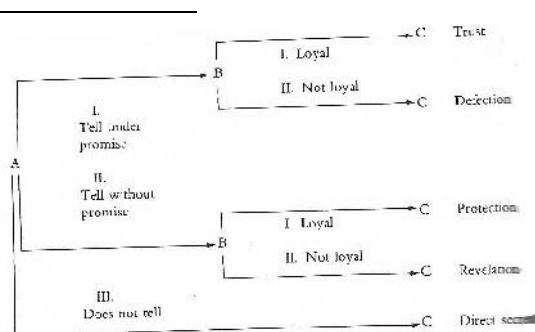 C Trust
I. Loyal
B
II. Not loyal
C Defection
I.
Tell under
promise
A
II.
Tell without
promise
C Protection
I Loyal
B
II. Not loyal
C Revelation
III.
Does not tell
C Direct